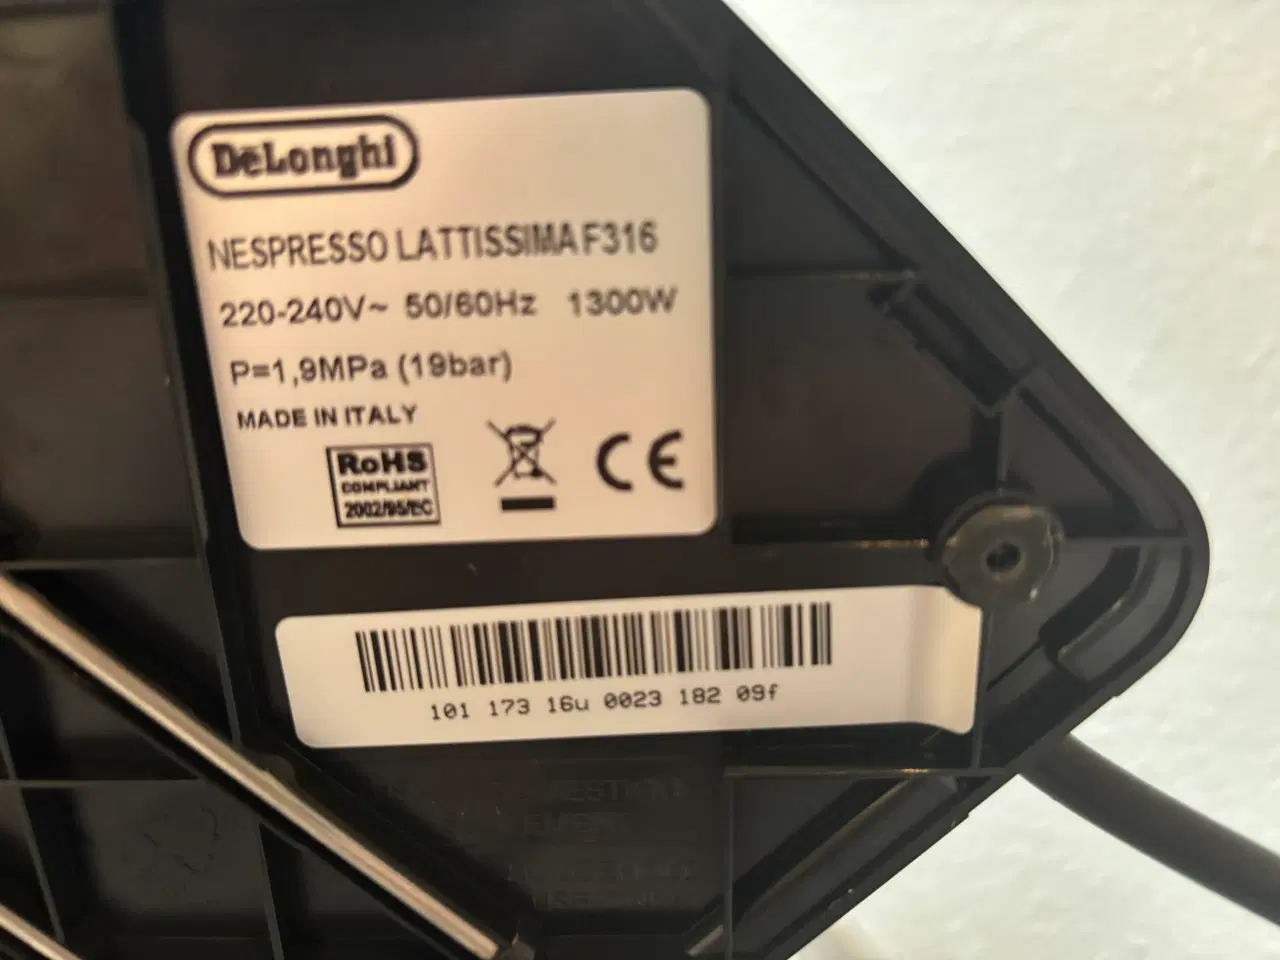 DeLonghi
NESPRESSO LATTISSIMA F316
220-240V~ 50/60Hz 1300W
P=1,9MPa (19bar)
MADE IN ITALY
RoHS
COMPLIANT
2002/95/EC
CE
101 173 16u 0023 182 09f